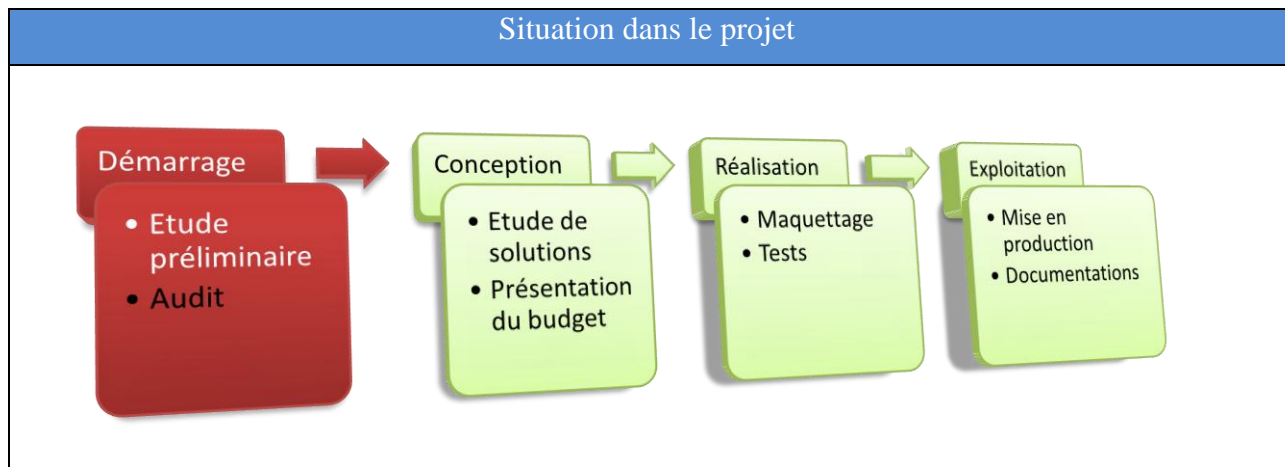 Situation dans le projet
Démarrage
• Etude
préliminaire
• Audit
Conception
• Etude de
solutions
• Présentation
du budget
Réalisation
• Maquettage
• Tests
Exploitation
• Mise en
production
• Documentations